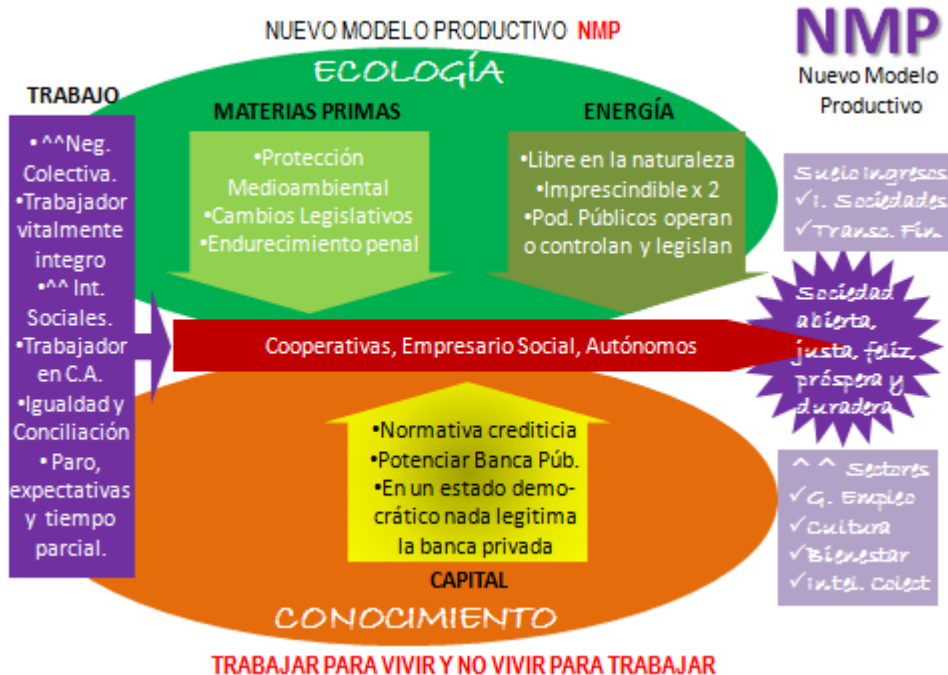 NUEVO MODELO PRODUCTIVO NMP
NMP
Nuevo Modelo
Productivo
ECOLOGÍA
TRABAJO
•^^Neg.
Colectiva.
•Trabajador
vitalmente
integro
•^^ Int.
Sociales.
•Trabajador
en C.A.
•Igualdad y
Conciliación
•Paro,
expectativas
y tiempo
parcial.
MATERIAS PRIMAS
•Protección
Medioambiental
•Cambios Legislativos
•Endurecimiento penal
ENERGÍA
•Libre en la naturaleza
•Imprescindible x 2
•Pod. Públicos operan
o controlan y legislan
Suelo Ingresos
✓I. Sociedades
✓Transc. Fin.
Cooperativas, Empresario Social, Autónomos
Sociedad
abierta,
justa, feliz,
próspera y
duradera
•Normativa crediticia
•Potenciar Banca Púb.
•En un estado demo-
crático nada legitima
la banca privada
CAPITAL
CONOCIMIENTO
^ ^ Sectores
✓G. Empleo
✓Cultura
✓Bienestar
✓Intel. Colect
TRABAJAR PARA VIVIR Y NO VIVIR PARA TRABAJAR